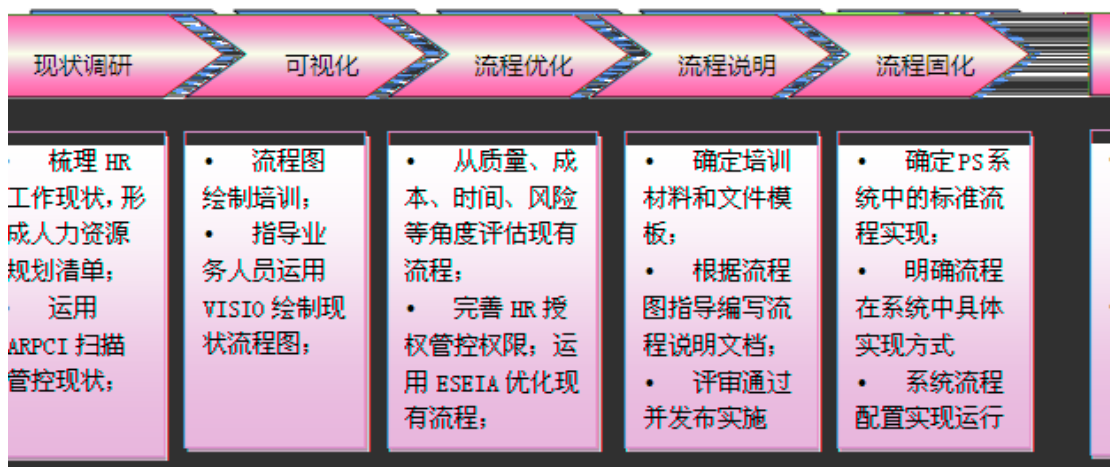 现状调研
可视化
流程优化
流程说明
流程固化
• 梳理 HR
工作现状，形
成人力资源
规划清单；
• 运用
ARPCI 扫描
管控现状；
• 流程图
绘制培训；
• 指导业
务人员运用
VISIO 绘制现
状流程图；
• 从质量、成
本、时间、风险
等角度评估现有
流程；
• 完善 HR 授
权管控权限；运
用 ESEIA 优化现
有流程；
• 确定培训
材料和文件模
板；
• 根据流程
图指导编写流
程说明文档；
• 评审通过
并发布实施
• 确定PS系
统中的标准流
程实现；
• 明确流程
在系统中具体
实现方式
• 系统流程
配置实现运行